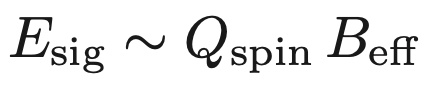 E_sig ∼ Q_spin B_eff